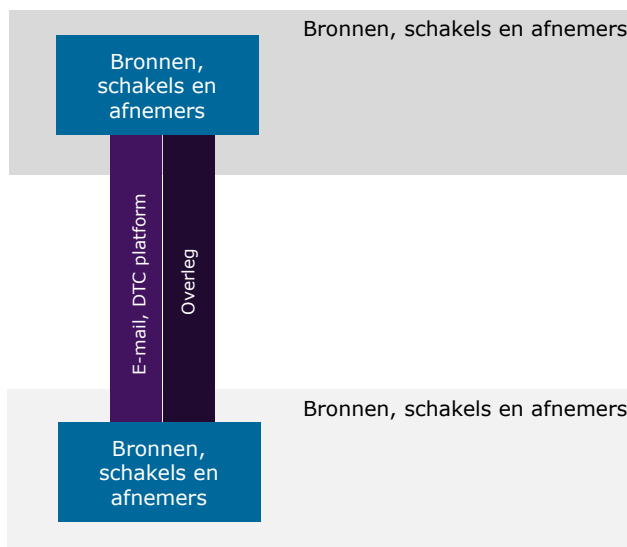 Bronnen, schakels en afnemers
Bronnen,
schakels en
afnemers
E-mail, DTC platform
Overleg
Bronnen, schakels en afnemers
Bronnen,
schakels en
afnemers